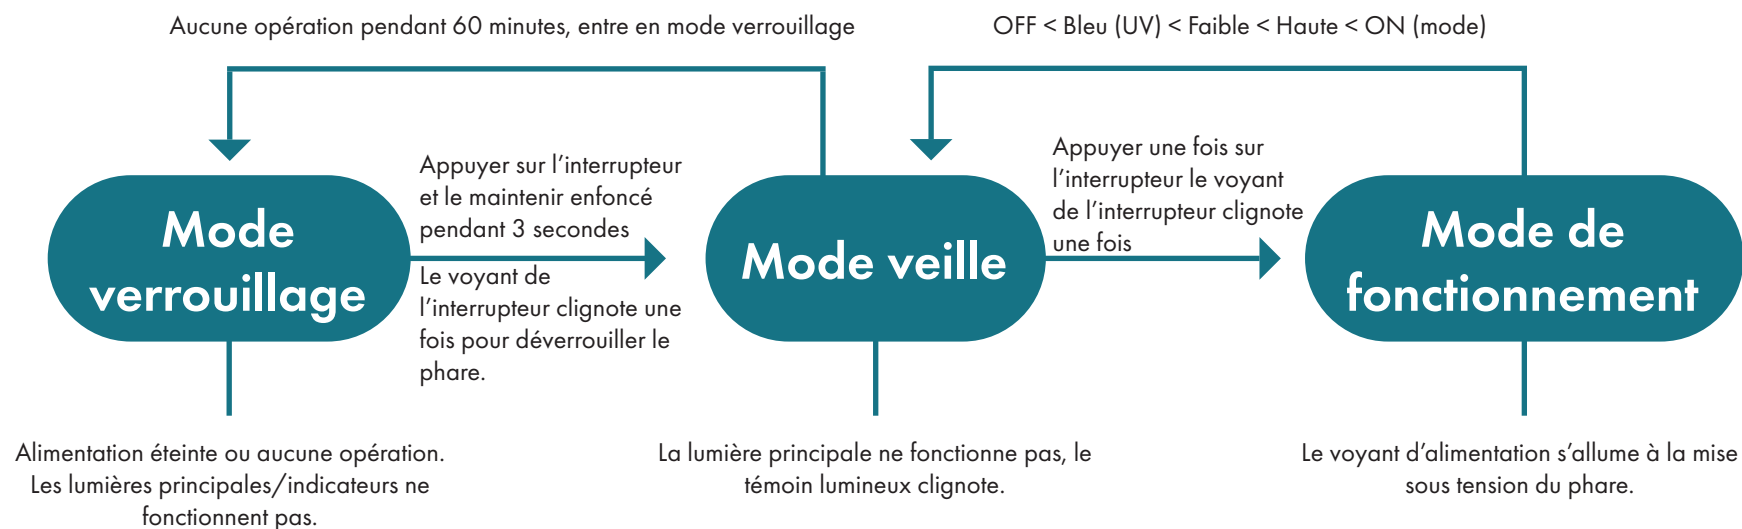 Aucune opération pendant 60 minutes, entre en mode verrouillage
OFF < Bleu (UV) < Faible < Haute < ON (mode)
Mode
verrouillage
Appuyer sur l’interrupteur
et le maintenir enfoncé
pendant 3 secondes
Le voyant de
l’interrupteur clignote une
fois pour déverrouiller le
phare.
Mode veille
Appuyer une fois sur
l’interrupteur le voyant
de l’interrupteur clignote
une fois
Mode de
fonctionnement
Alimentation éteinte ou aucune opération.
Les lumières principales/indicateurs ne
fonctionnent pas.
La lumière principale ne fonctionne pas, le
témoin lumineux clignote.
Le voyant d’alimentation s’allume à la mise
sous tension du phare.